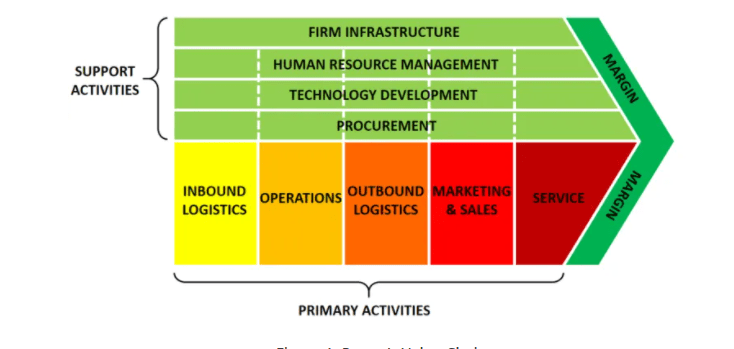 FIRM INFRASTRUCTURE
HUMAN RESOURCE MANAGEMENT
SUPPORT
ACTIVITIES
TECHNOLOGY DEVELOPMENT
PROCUREMENT
MARGIN
INBOUND
LOGISTICS
OPERATIONS
OUTBOUND
LOGISTICS
MARKETING
& SALES
SERVICE
MARGIN
PRIMARY ACTIVITIES